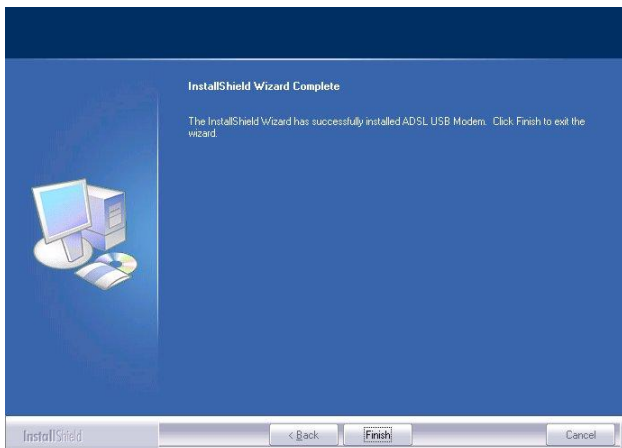 InstallShield Wizard Complete
The InstallShield Wizard has successfully installed ADSL USB Modem. Click Finish to exit the
wizard.
InstallShield
< Back
Finish
Cancel